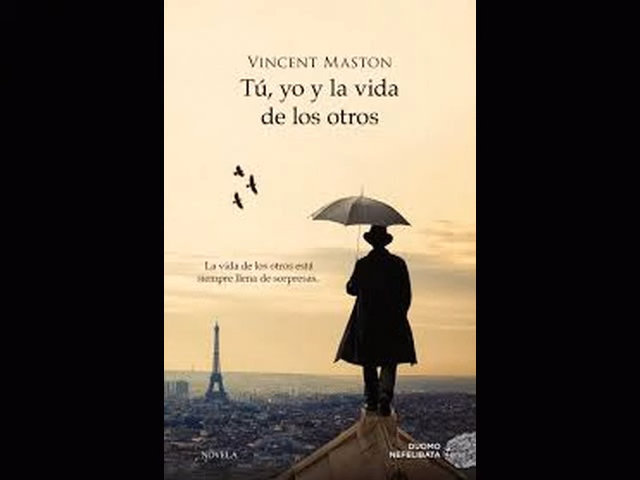 VINCENT MASTON
Tú, yo y la vida
de los otros
La vida de los otros está
siempre llena de sorpresas.
NOVELA
DUOMO
NEFELIBATA